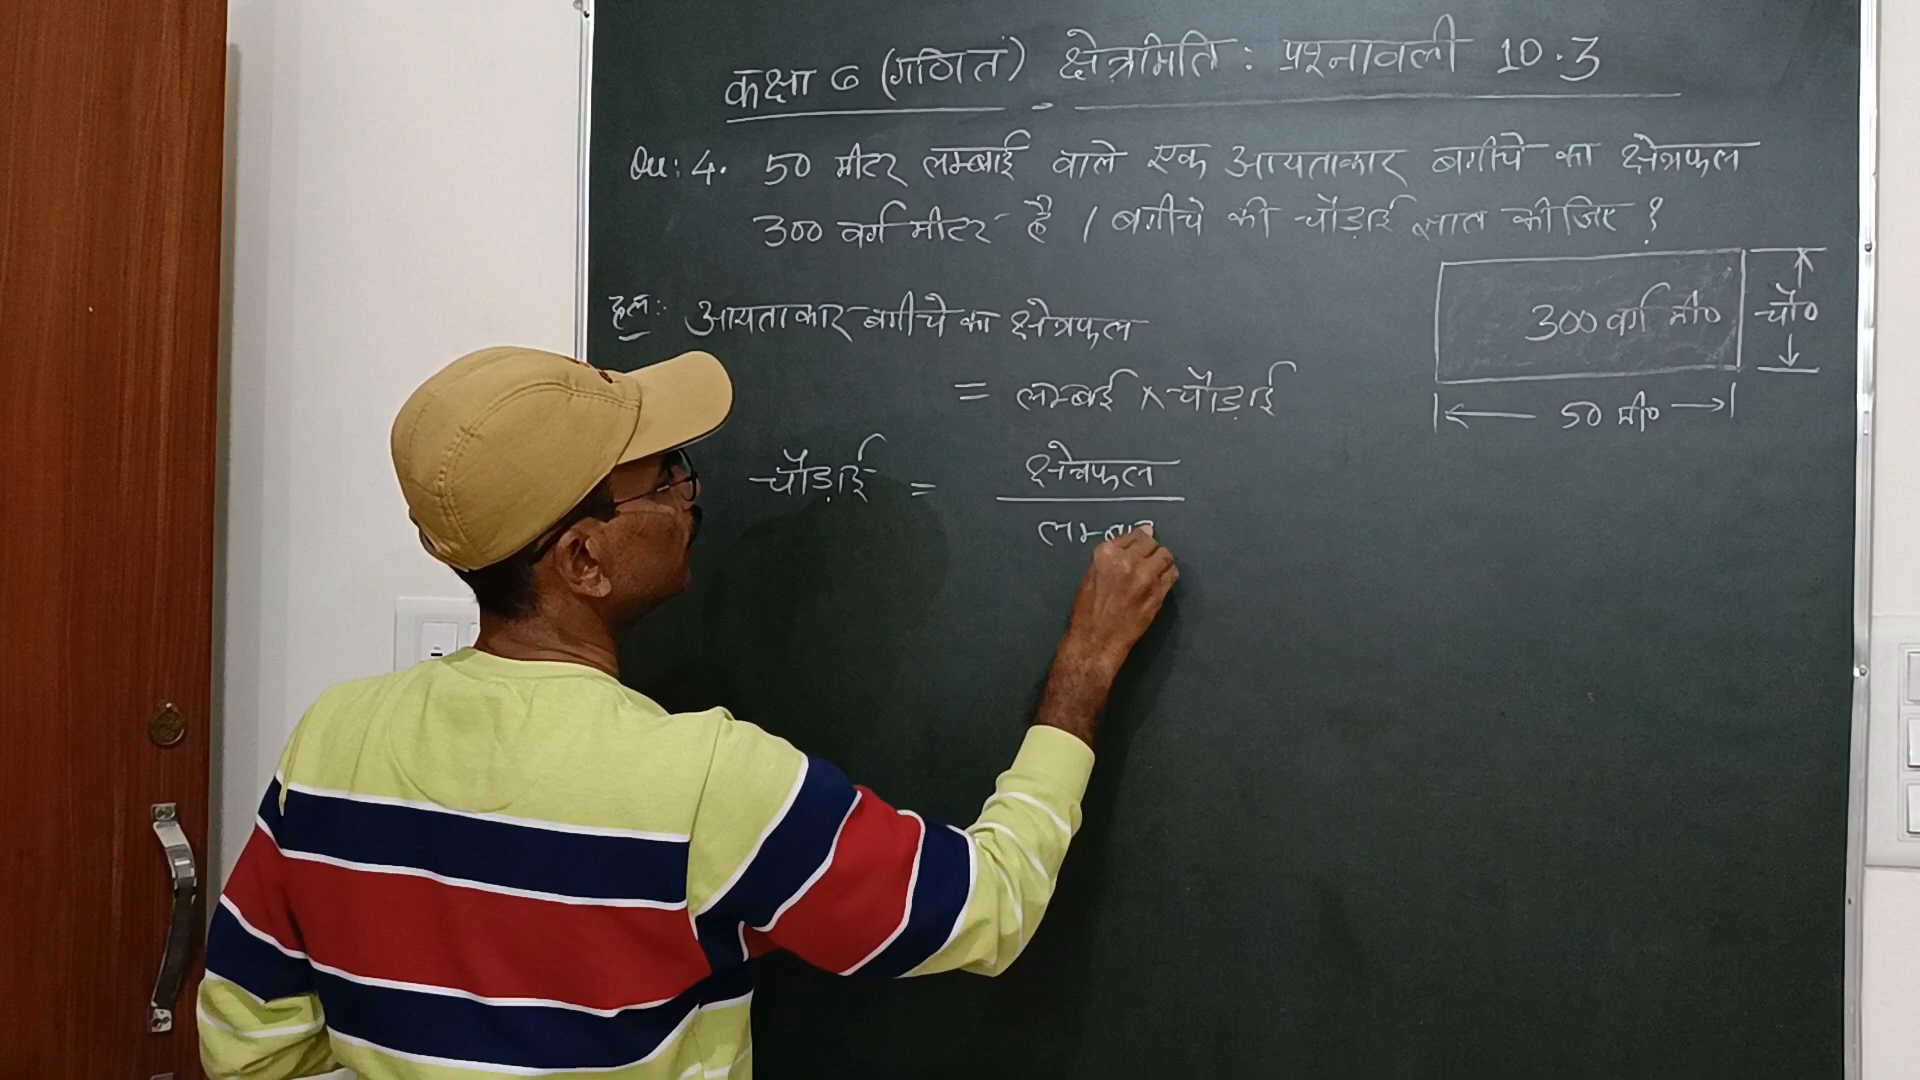 कक्षा 6 (गणित) क्षेत्रमिति : प्रश्नावली 10.3
Qu: 4. 50 मीटर लम्बाई वाले एक आयताकार बगीचे का क्षेत्रफल
300 वर्ग मीटर है / बगीचे की चौड़ाई ज्ञात कीजिए ?
हल :- आयताकार बगीचे का क्षेत्रफल
= लम्बाई × चौड़ाई
चौड़ाई = क्षेत्रफल
लम्बाई
300 वर्ग मी०
चौ०
50 मी०